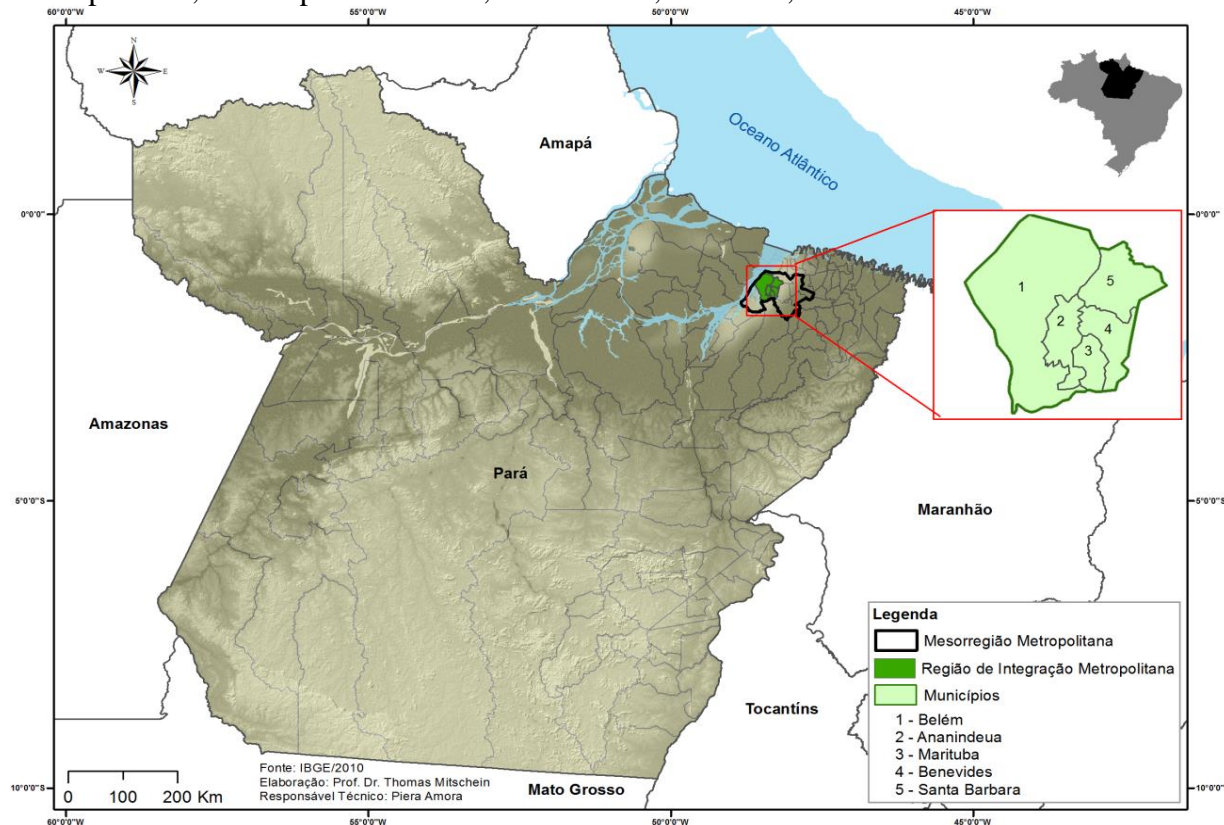 60°0'0"W
55°0'0"W
50°0'0"W
45°0'0"W
N
W
E
S
Amapá
Oceano Atlântico
0°0'0"
0°0'0"
1
5
2
4
3
Amazonas
Pará
Maranhão
5°0'0"S
5°0'0"S
Legenda
Mesorregião Metropolitana
Região de Integração Metropolitana
Municípios
1 - Belém
2 - Ananindeua
3 - Marituba
4 - Benevides
5 - Santa Barbara
Tocantíns
Mato Grosso
0 100 200 Km
Fonte: IBGE/2010
Elaboração: Prof. Dr. Thomas Mitschein
Responsável Técnico: Piera Amora
10°0'0"S
10°0'0"S
60°0'0"W
55°0'0"W
50°0'0"W
45°0'0"W